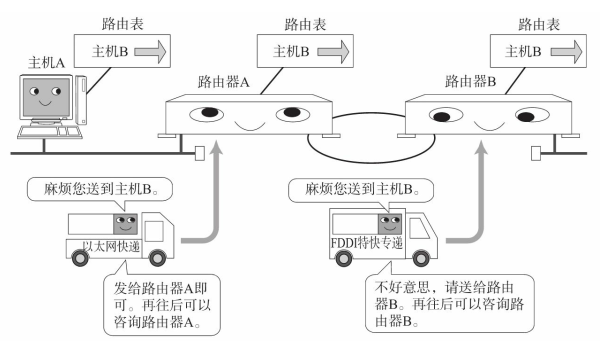 路由表
路由表
路由表
主机B
主机B
主机B
主机A
路由器A
路由器B
麻烦您送到主机B。
麻烦您送到主机B。
以太网快递
FDDI特快专递
发给路由器A即
可。再往后可以
咨询路由器A。
不好意思，请送给路由
器B。再往后可以咨询路
由器B。